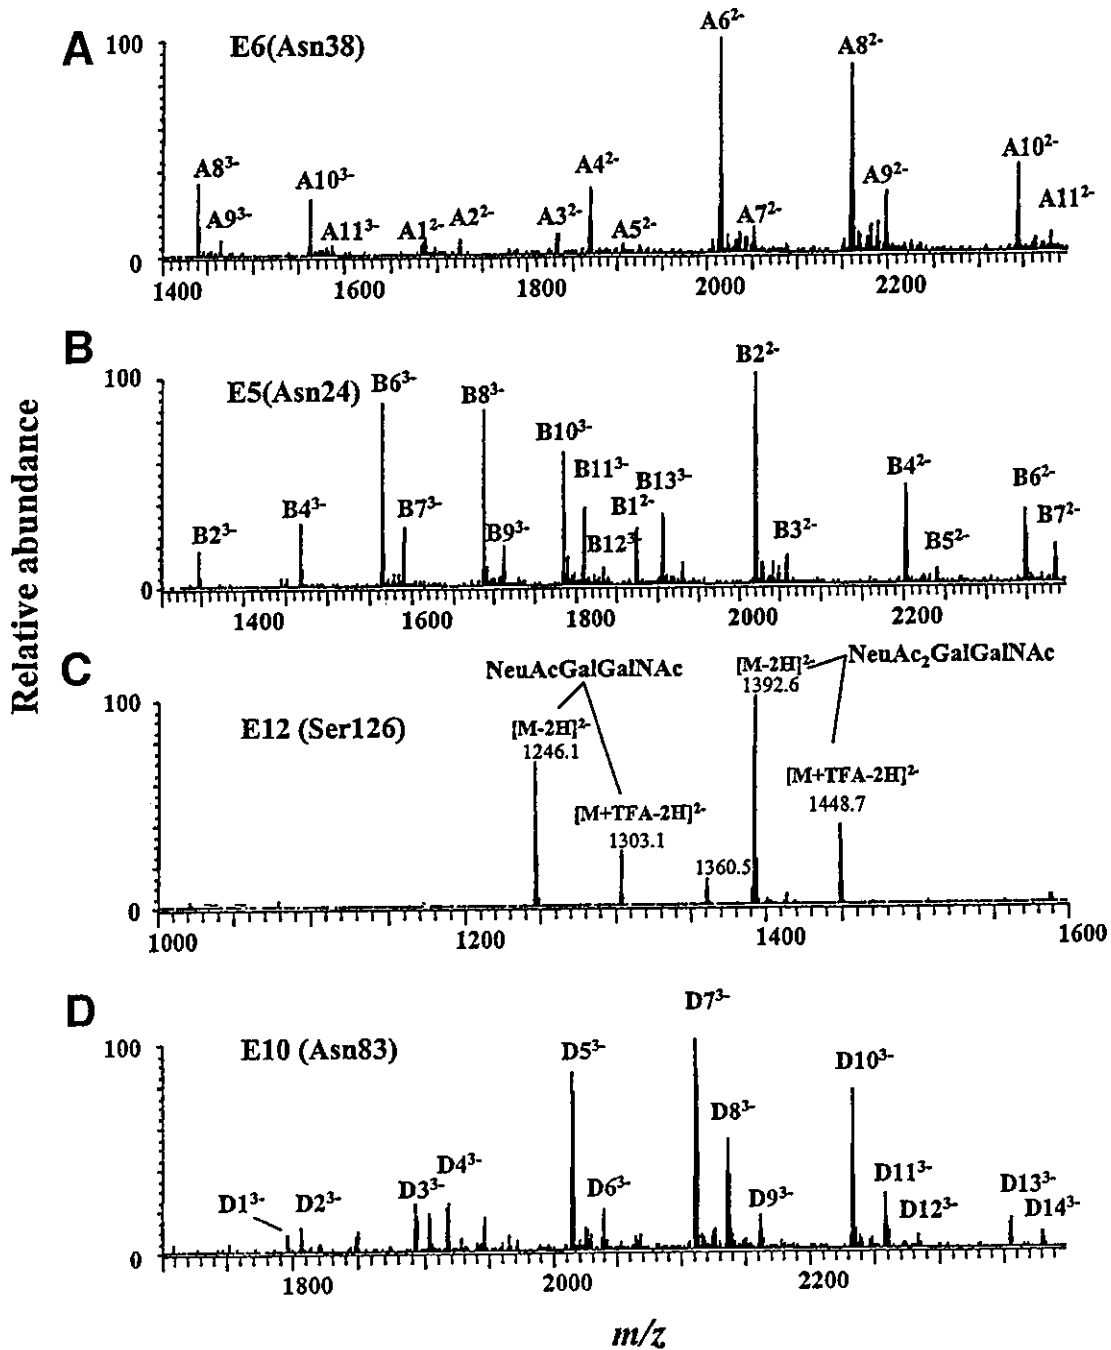 A
E6(Asn38)
100
0
A8³⁻
A9³⁻
A10³⁻
A11³⁻
A1²⁻
A2²⁻
A3²⁻
A4²⁻
A5²⁻
A6²⁻
A7²⁻
A8²⁻
A9²⁻
A10²⁻
A11²⁻
1400 1600 1800 2000 2200
B
E5(Asn24)
100
0
B2³⁻
B4³⁻
B6³⁻
B7³⁻
B8³⁻
B9³⁻
B10³⁻
B11³⁻
B12³⁻
B1²⁻
B13³⁻
B2²⁻
B3²⁻
B4²⁻
B5²⁻
B6²⁻
B7²⁻
1400 1600 1800 2000 2200
Relative abundance
C
E12 (Ser126)
100
0
NeuAcGalGalNAc
[M-2H]²⁻
1246.1
[M+TFA-2H]²⁻
1303.1
1360.5
[M-2H]²⁻
1392.6
NeuAc₂GalGalNAc
[M+TFA-2H]²⁻
1448.7
1000 1200 1400 1600
D
E10 (Asn83)
100
0
D1³⁻
D2³⁻
D3³⁻
D4³⁻
D5³⁻
D6³⁻
D7³⁻
D8³⁻
D9³⁻
D10³⁻
D11³⁻
D12³⁻
D13³⁻
D14³⁻
1800 2000 2200
m/z